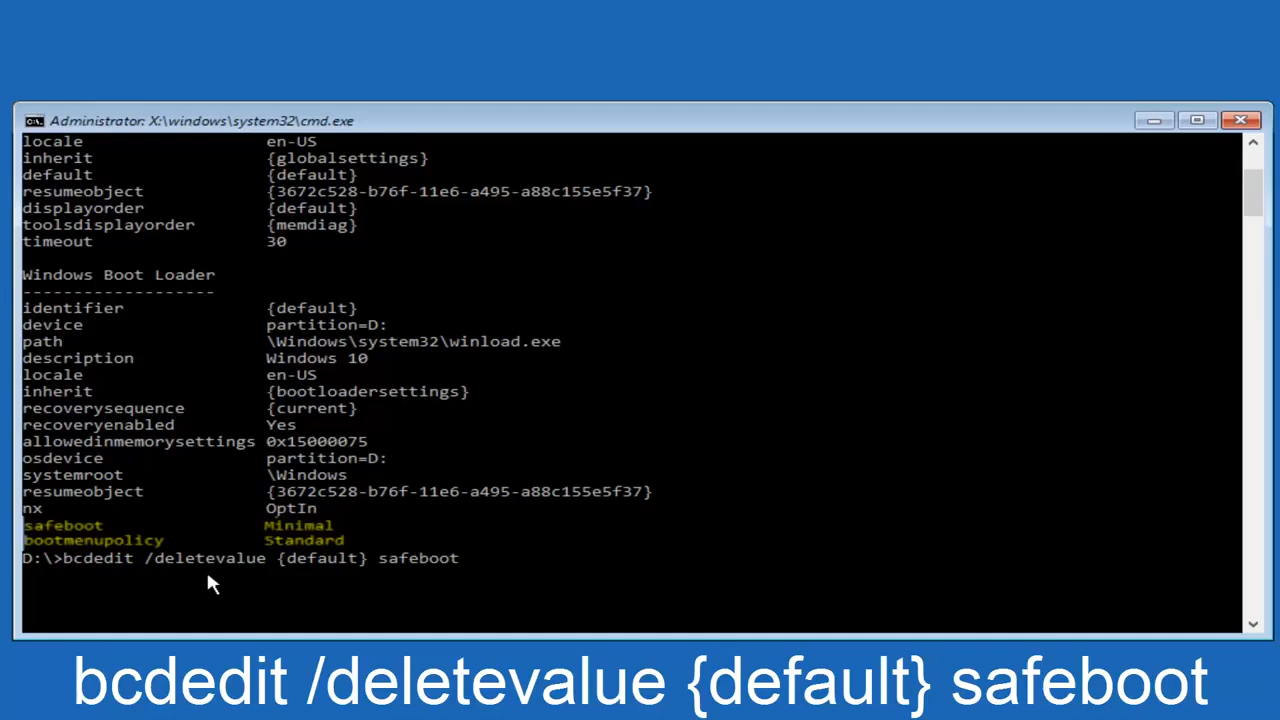 Administrator: X:\windows\system32\cmd.exe
locale en-US
inherit {globalsettings}
default {default}
resumeobject {3672c528-b76f-11e6-a495-a88c155e5f37}
displayorder {default}
toolsdisplayorder {memdiag}
timeout 30
Windows Boot Loader
-------------------
identifier {default}
device partition=D:
path \Windows\system32\winload.exe
description Windows 10
locale en-US
inherit {bootloadersettings}
recoverysequence {current}
recoveryenabled Yes
allowedinmemorysettings 0x15000075
osdevice partition=D:
systemroot \Windows
resumeobject {3672c528-b76f-11e6-a495-a88c155e5f37}
nx OptIn
safeboot Minimal
bootmenupolicy Standard
D:\>bcdedit /deletevalue {default} safeboot
bcdedit /deletevalue {default} safeboot